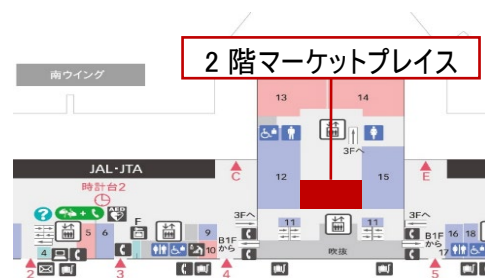 2 階マーケットプレイス
南ウイング
13
14
3Fへ
JAL・JTA
時計台2
C
12
15
E
AED
F
3Fへ
3Fへ
4
5
6
9
10
11
11
B1F
から
吹抜
B1F
から
16
18
17
2
3
4
5